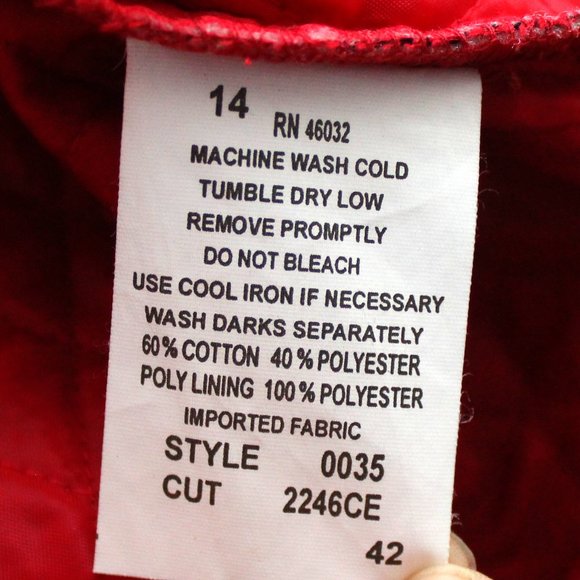 14 RN 46032
MACHINE WASH COLD
TUMBLE DRY LOW
REMOVE PROMPTLY
DO NOT BLEACH
USE COOL IRON IF NECESSARY
WASH DARKS SEPARATELY
60% COTTON 40% POLYESTER
POLY LINING 100% POLYESTER
IMPORTED FABRIC
STYLE 0035
CUT 2246CE
42